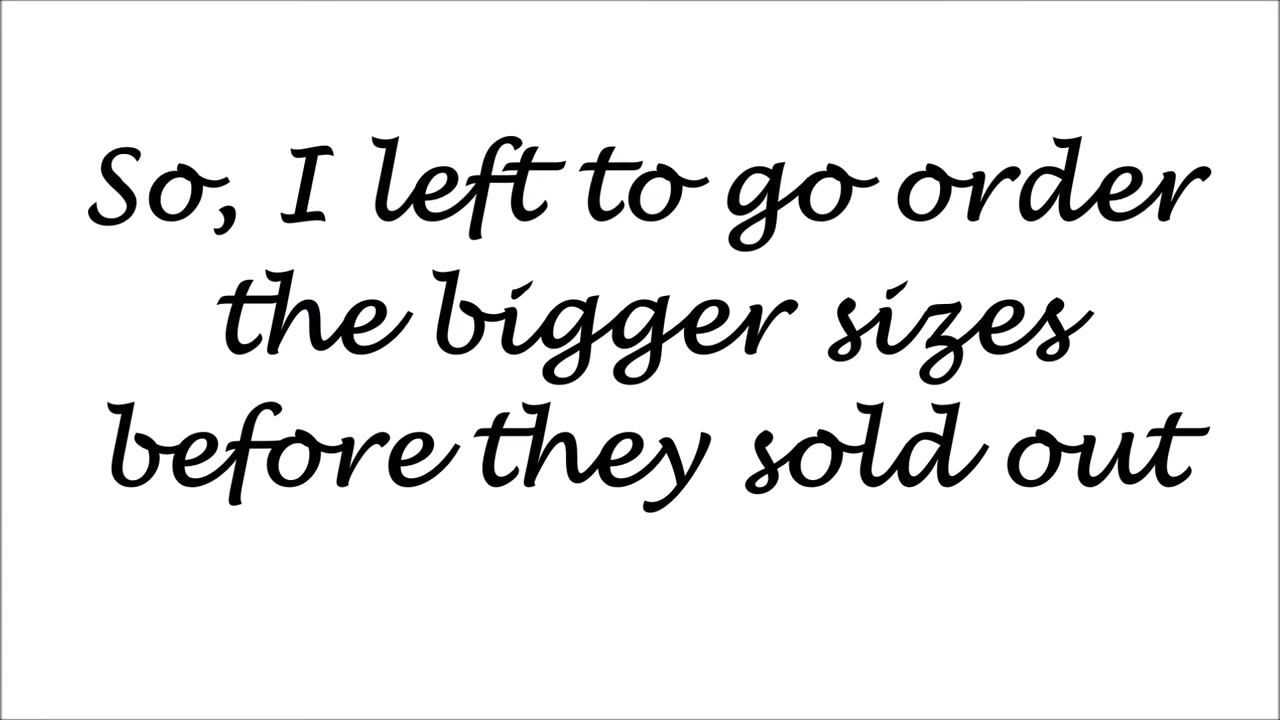 So, I left to go order
the bigger sizes
before they sold out